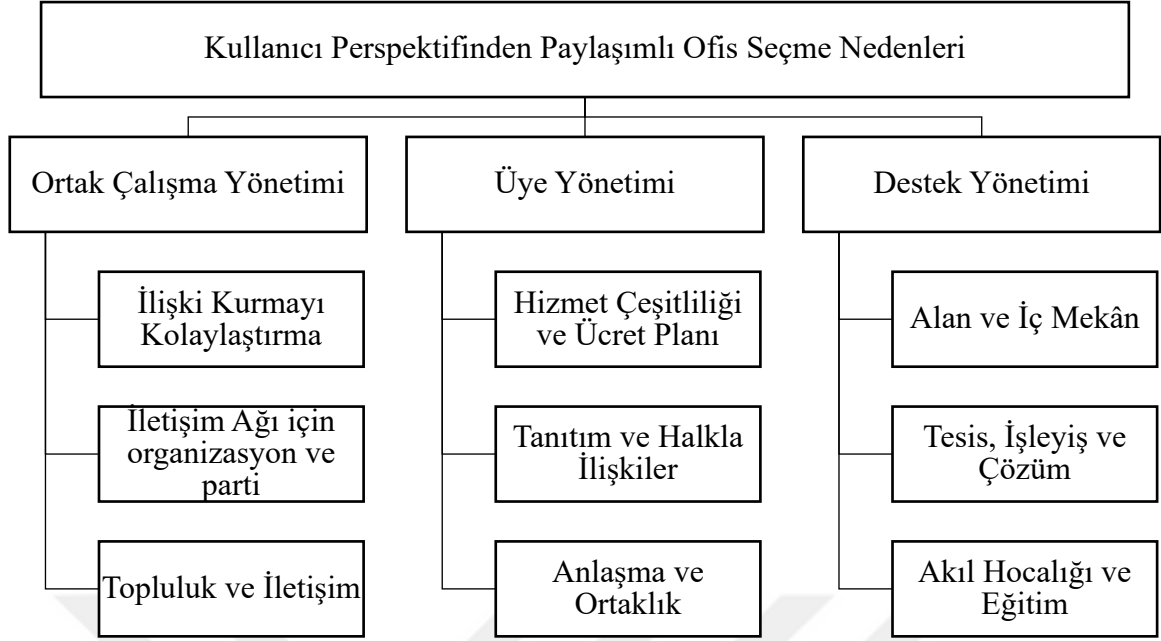 Kullanıcı Perspektifinden Paylaşımlı Ofis Seçme Nedenleri
Ortak Çalışma Yönetimi
İlişki Kurmayı
Kolaylaştırma
İletişim Ağı için
organizasyon ve
parti
Topluluk ve İletişim
Üye Yönetimi
Hizmet Çeşitliliği
ve Ücret Planı
Tanıtım ve Halkla
İlişkiler
Anlaşma ve
Ortaklık
Destek Yönetimi
Alan ve İç Mekân
Tesis, İşleyiş ve
Çözüm
Akıl Hocalığı ve
Eğitim